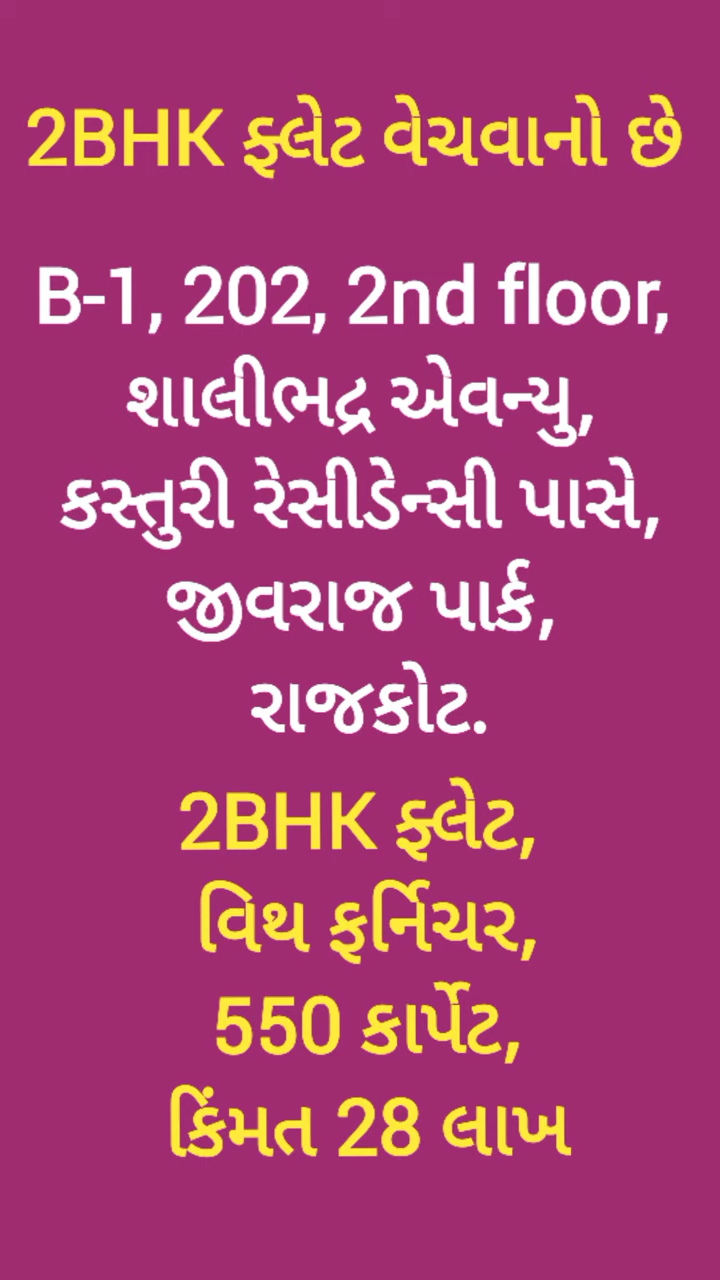 2BHK ફ્લેટ વેચવાનો છે
B-1, 202, 2nd floor,
શાલીભદ્ર એવન્યુ,
કસ્તુરી રેસીડેન્સી પાસે,
જીવરાજ પાર્ક,
રાજકોટ.
2BHK ફ્લેટ,
વિથ ફર્નિચર,
550 કાર્પેટ,
કિંમત 28 લાખ